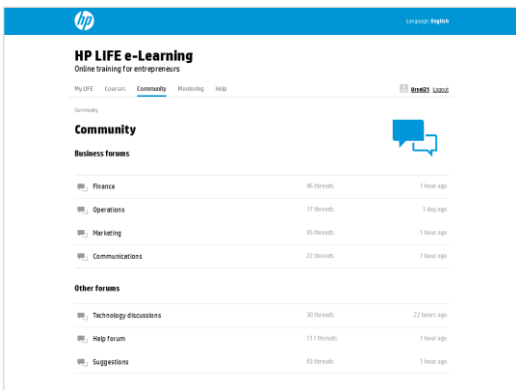 hp
Language: English
HP LIFE e-Learning
Online training for entrepreneurs
My LIFE Courses Community Mentoring Help Logout
Community
Community
Business forums
Finance 46 threads 1 hour ago
Operations 17 threads 1 day ago
Marketing 45 threads 1 hour ago
Communications 22 threads 1 hour ago
Other forums
Technology discussions 30 threads 22 hours ago
Help forum 111 threads 1 hour ago
Suggestions 43 threads 1 hour ago